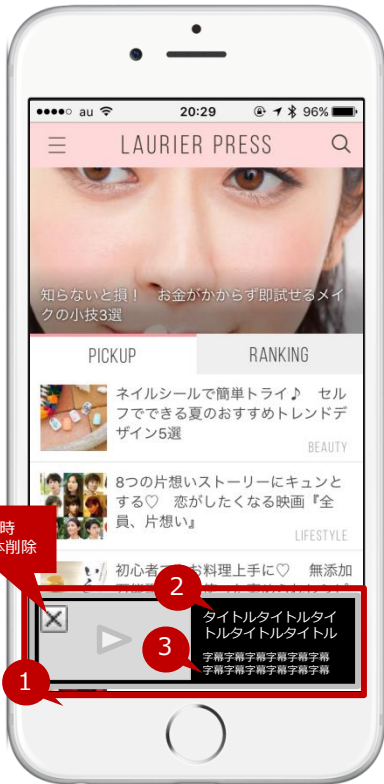 au
20:29
96%
LAURIER PRESS
知らないと損！　お金がかからず即試せるメイ
クの小技3選
PICKUP
RANKING
ネイルシールで簡単トライ♪　セル
フでできる夏のおすすめトレンドデ
ザイン5選
BEAUTY
8つの片想いストーリーにキュンと
する♡　恋がしたくなる映画『全
員、片想い』
LIFESTYLE
時
削除
初心者で お料理上手に♡　無添加
2
タイトルタイトルタイ
トルタイトルタイトル
3
字幕字幕字幕字幕字幕字幕
字幕字幕字幕字幕字幕字幕
1